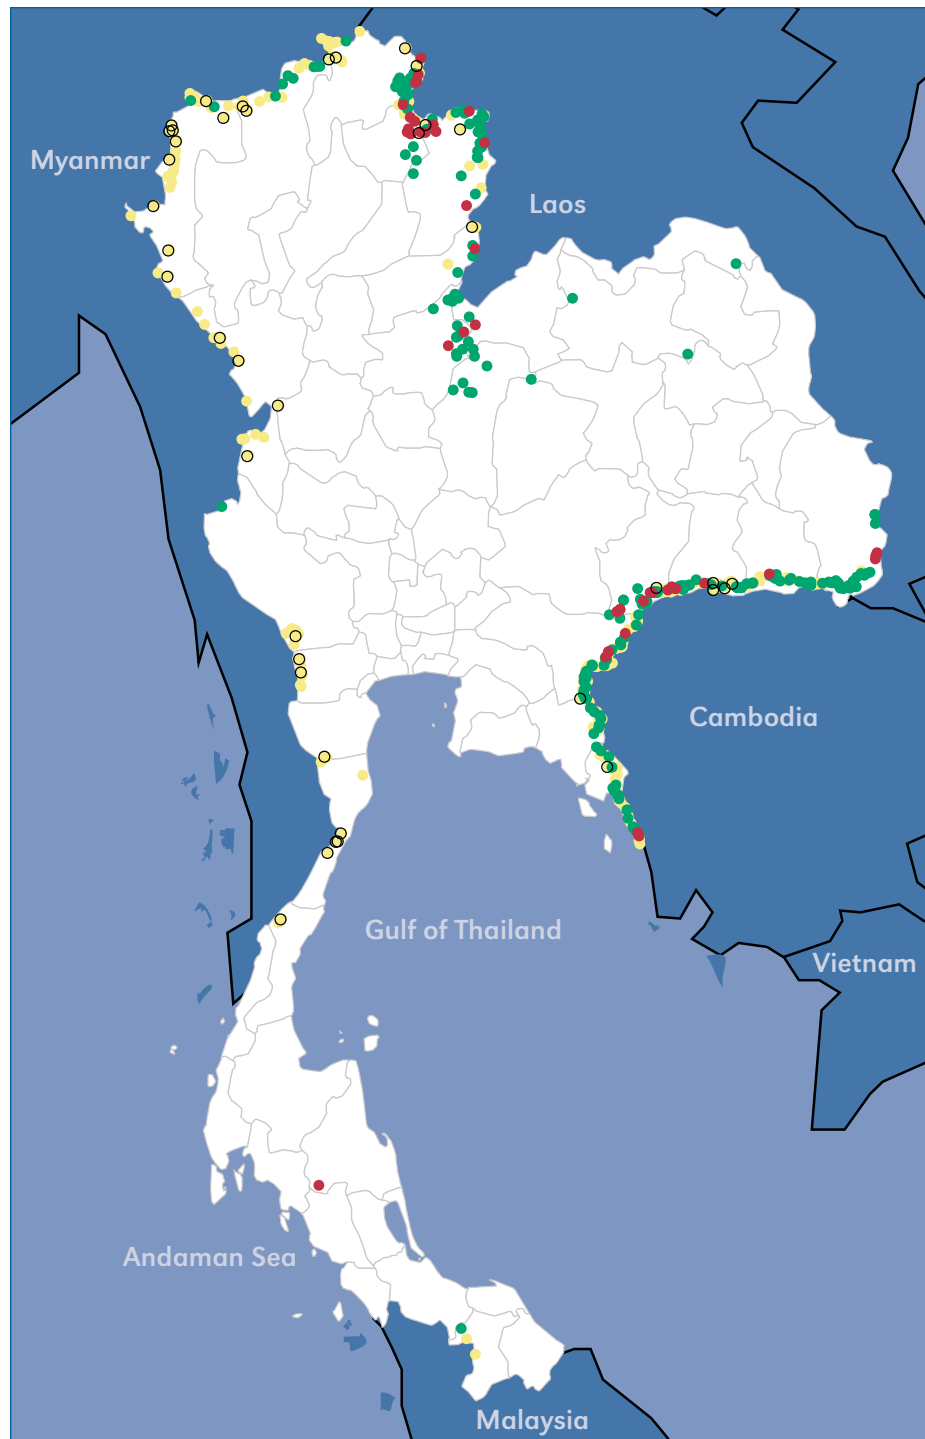 Myanmar
Laos
Cambodia
Gulf of Thailand
Vietnam
Andaman Sea
Malaysia